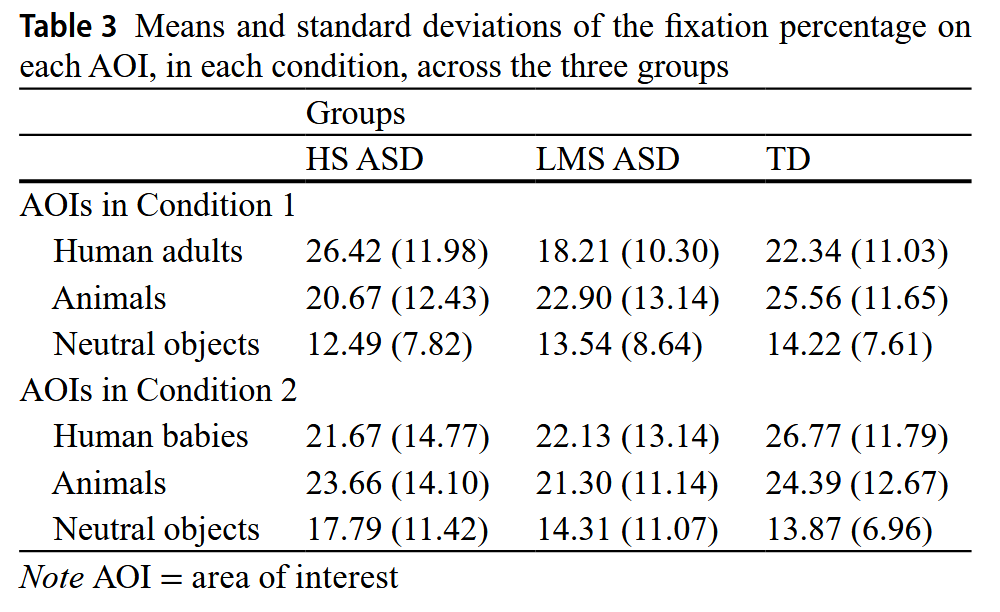 Table 3 Means and standard deviations of the fixation percentage on
each AOI, in each condition, across the three groups
Groups
HS ASD LMS ASD TD
AOIs in Condition 1
Human adults 26.42 (11.98) 18.21 (10.30) 22.34 (11.03)
Animals 20.67 (12.43) 22.90 (13.14) 25.56 (11.65)
Neutral objects 12.49 (7.82) 13.54 (8.64) 14.22 (7.61)
AOIs in Condition 2
Human babies 21.67 (14.77) 22.13 (13.14) 26.77 (11.79)
Animals 23.66 (14.10) 21.30 (11.14) 24.39 (12.67)
Neutral objects 17.79 (11.42) 14.31 (11.07) 13.87 (6.96)
Note AOI = area of interest